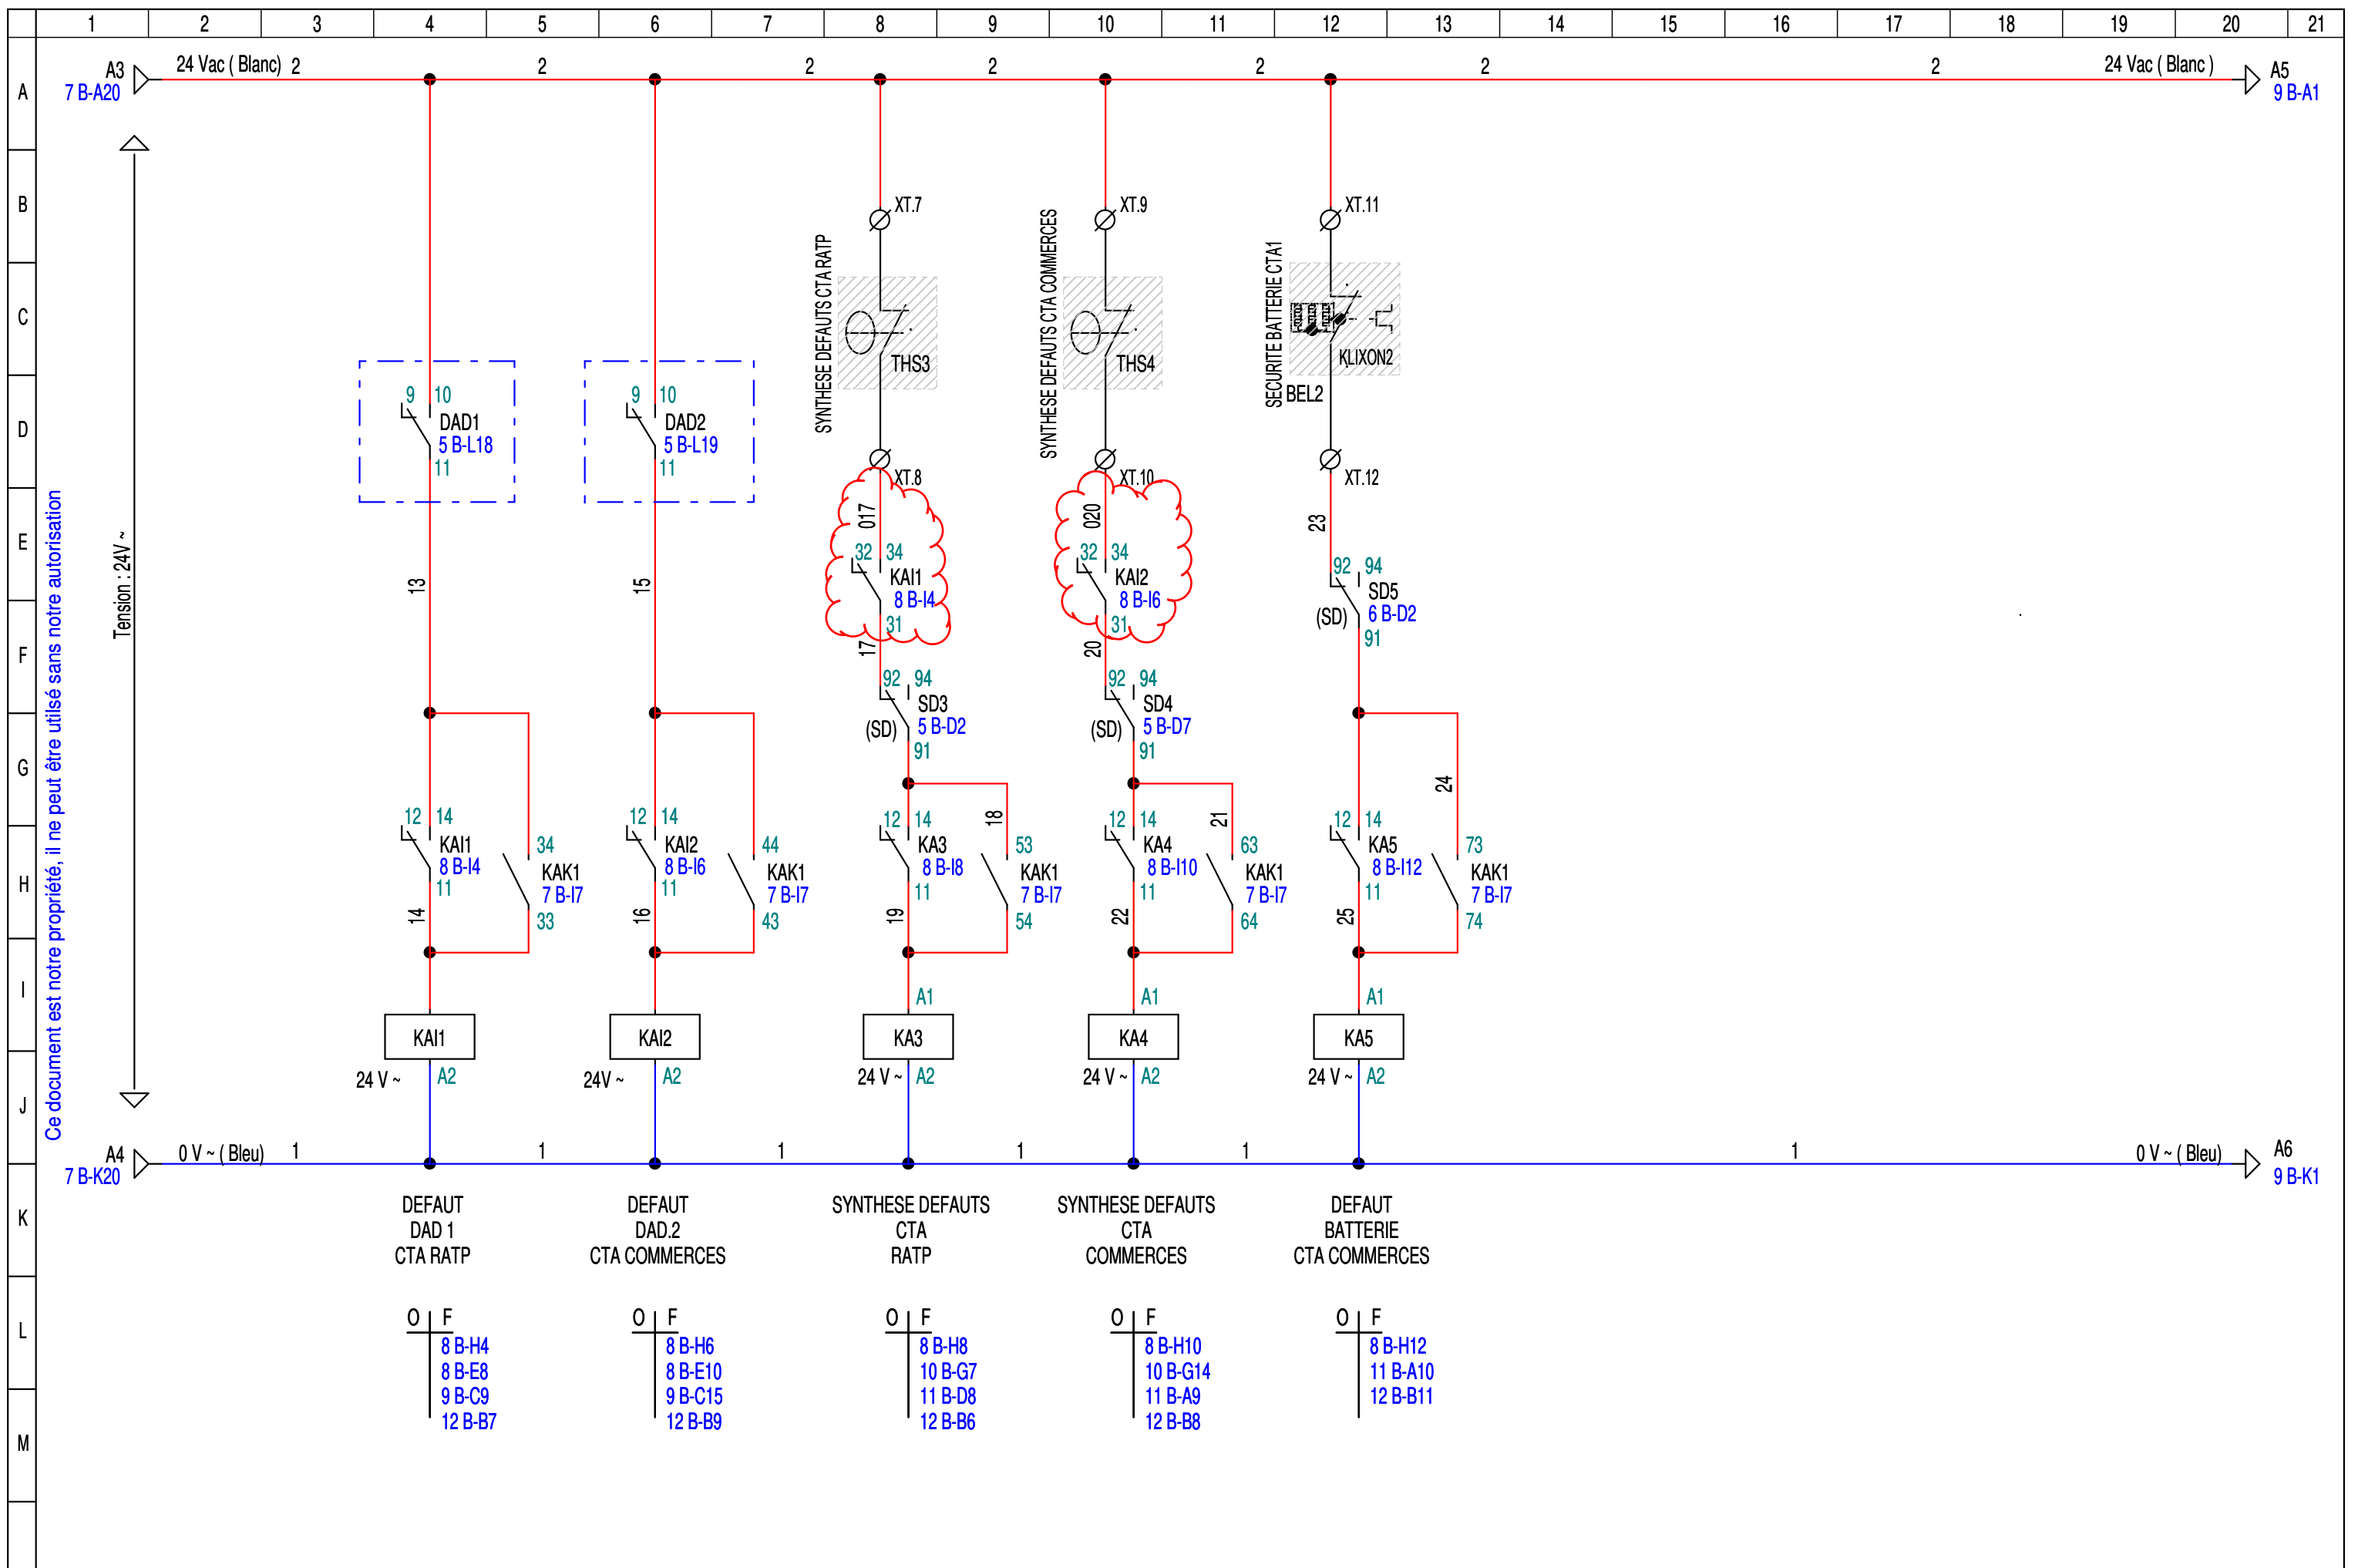 1 2 3 4 5 6 7 8 9 10 11 12 13 14 15 16 17 18 19 20 21
A
B
C
D
E
F
G
H
I
J
K
L
M
Ce document est notre propriété, il ne peut être utilsé sans notre autorisation
A3
7 B-A20
24 Vac ( Blanc) 2 2 2 2 2 2 2 24 Vac ( Blanc )
A5
9 B-A1
Tension : 24V ~
9 10
DAD1
5 B-L18
11
13
12 14
KAI1
8 B-I4
11
14
34
KAK1
7 B-I7
33
KAI1
24 V ~ A2
9 10
DAD2
5 B-L19
11
15
12 14
KAI2
8 B-I6
11
16
44
KAK1
7 B-I7
43
KAI2
24V ~ A2
SYNTHESE DEFAUTS CTA RATP
XT.7
THS3
XT.8
017
32 34
KAI1
8 B-I4
31
17
92 94
SD3
(SD) 5 B-D2
91
12 14
KA3
8 B-I8
11
19
18
53
KAK1
7 B-I7
54
A1
KA3
24 V ~ A2
SYNTHESE DEFAUTS CTA COMMERCES
XT.9
THS4
XT.10
020
32 34
KAI2
8 B-I6
31
20
92 94
SD4
(SD) 5 B-D7
91
12 14
KA4
8 B-I10
11
22
21
63
KAK1
7 B-I7
64
A1
KA4
24 V ~ A2
SECURITE BATTERIE CTA1
XT.11
KLIXON2
BEL2
XT.12
23
92 94
SD5
(SD) 6 B-D2
91
12 14
KA5
8 B-I12
11
25
24
73
KAK1
7 B-I7
74
A1
KA5
24 V ~ A2
A4
7 B-K20
0 V ~ ( Bleu) 1 1 1 1 1 1 0 V ~ ( Bleu)
A6
9 B-K1
DEFAUT
DAD 1
CTA RATP
DEFAUT
DAD.2
CTA COMMERCES
SYNTHESE DEFAUTS
CTA
RATP
SYNTHESE DEFAUTS
CTA
COMMERCES
DEFAUT
BATTERIE
CTA COMMERCES
O F
8 B-H4
8 B-E8
9 B-C9
12 B-B7
O F
8 B-H6
8 B-E10
9 B-C15
12 B-B9
O F
8 B-H8
10 B-G7
11 B-D8
12 B-B6
O F
8 B-H10
10 B-G14
11 B-A9
12 B-B8
O F
8 B-H12
11 B-A10
12 B-B11